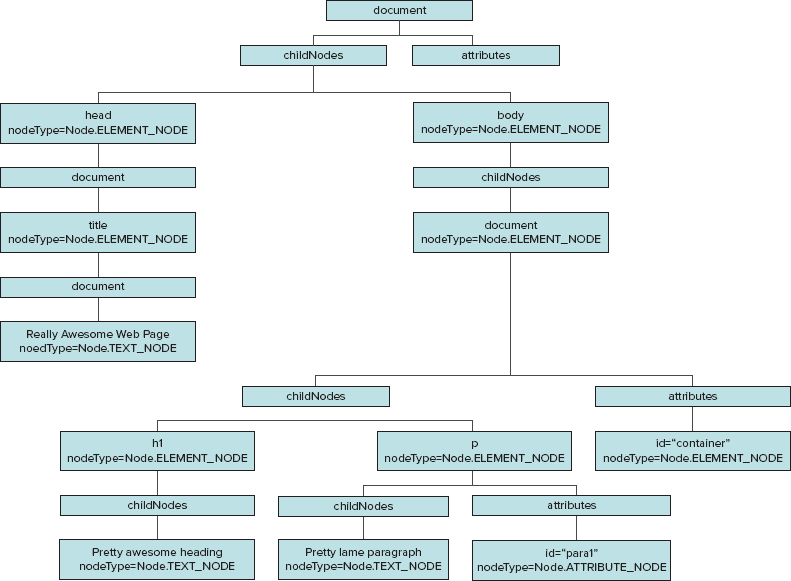 document
childNodes
attributes
head
nodeType=Node.ELEMENT_NODE
body
nodeType=Node.ELEMENT_NODE
document
childNodes
title
nodeType=Node.ELEMENT_NODE
document
nodeType=Node.ELEMENT_NODE
document
Really Awesome Web Page
noedType=Node.TEXT_NODE
childNodes
attributes
h1
nodeType=Node.ELEMENT_NODE
p
nodeType=Node.ELEMENT_NODE
id=“container”
nodeType=Node.ELEMENT_NODE
childNodes
childNodes
attributes
Pretty awesome heading
nodeType=Node.TEXT_NODE
Pretty lame paragraph
nodeType=Node.TEXT_NODE
id=“para1”
nodeType=Node.ATTRIBUTE_NODE